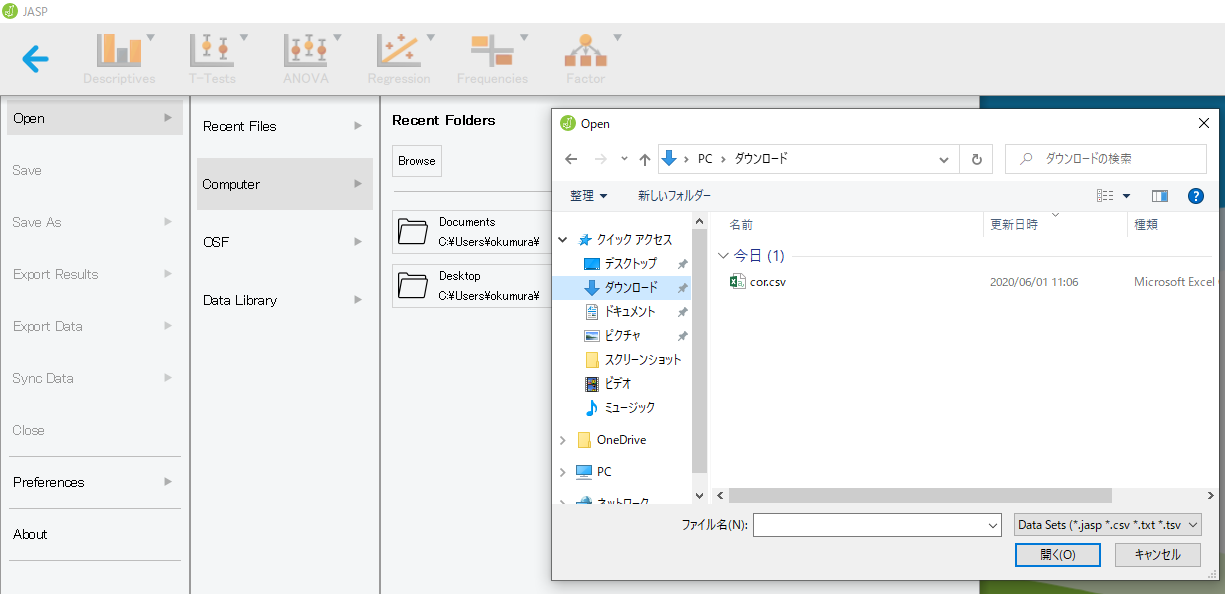 JASP
Descriptives
T-Tests
ANOVA
Regression
Frequencies
Factor
Open
Save
Save As
Export Results
Export Data
Sync Data
Close
Preferences
About
Recent Files
Computer
OSF
Data Library
Recent Folders
Browse
Documents
C:¥Users¥okumura¥
Desktop
C:¥Users¥okumura¥
Open
PC › ダウンロード
ダウンロードの検索
整理
新しいフォルダー
クイック アクセス
デスクトップ
ダウンロード
ドキュメント
ピクチャ
スクリーンショット
ビデオ
ミュージック
OneDrive
PC
ネットワーク
名前 更新日時 種類
今日 (1)
cor.csv 2020/06/01 11:06 Microsoft Excel
ファイル名(N):
Data Sets (*.jasp *.csv *.txt *.tsv
開く(O)
キャンセル